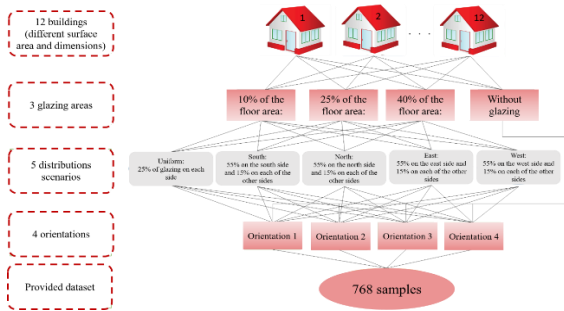 12 buildings
(different surface
area and dimensions)
1
2
12
3 glazing areas
10% of the
floor area:
25% of the
floor area:
40% of the
floor area:
Without
glazing
5 distributions
scenarios
Uniform:
25% of glazing on each
side
South:
55% on the south side
and 15% on each of the
other sides
North:
55% on the north side
and 15% on each of the
other sides
East:
55% on the east side and
15% on each of the other
sides
West:
55% on the west side and
15% on each of the other
sides
4 orientations
Orientation 1
Orientation 2
Orientation 3
Orientation 4
Provided dataset
768 samples